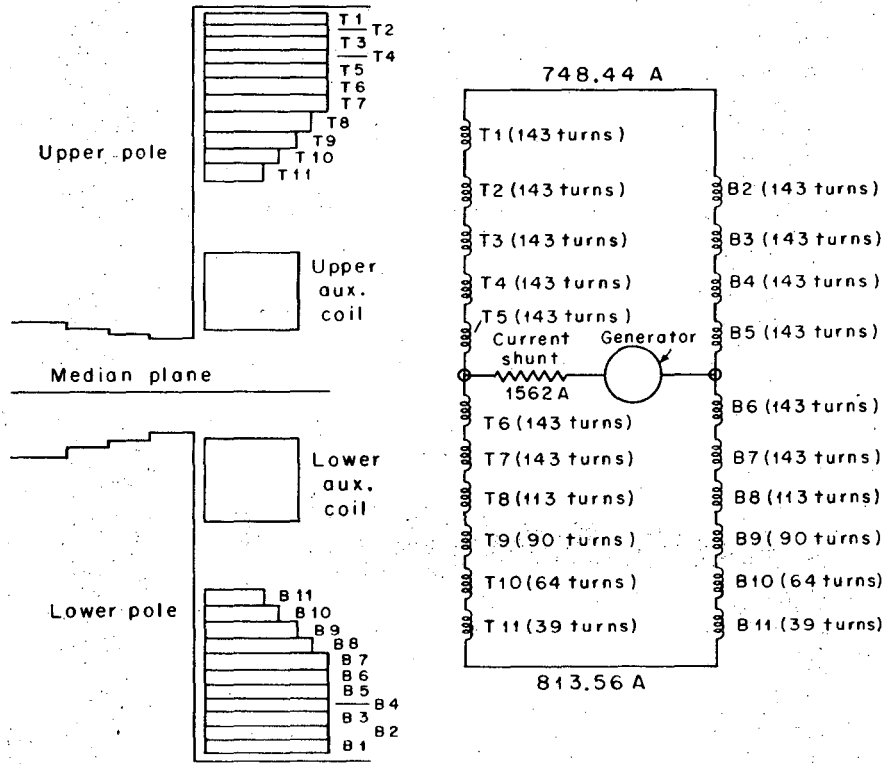 T1
T2
T3
T4
T5
T6
T7
T8
T9
T10
T11
Upper pole
Upper
aux.
coil
Median plane
Lower
aux.
coil
Lower pole
B11
B10
B9
B8
B7
B6
B5
B4
B3
B2
B1
748.44 A
T1 (143 turns)
T2 (143 turns)
T3 (143 turns)
T4 (143 turns)
T5 (143 turns)
B2 (143 turns)
B3 (143 turns)
B4 (143 turns)
B5 (143 turns)
Current
shunt
Generator
1562 A
T6 (143 turns)
T7 (143 turns)
T8 (113 turns)
T9 (90 turns)
T10 (64 turns)
T11 (39 turns)
B6 (143 turns)
B7 (143 turns)
B8 (113 turns)
B9 (90 turns)
B10 (64 turns)
B11 (39 turns)
813.56 A